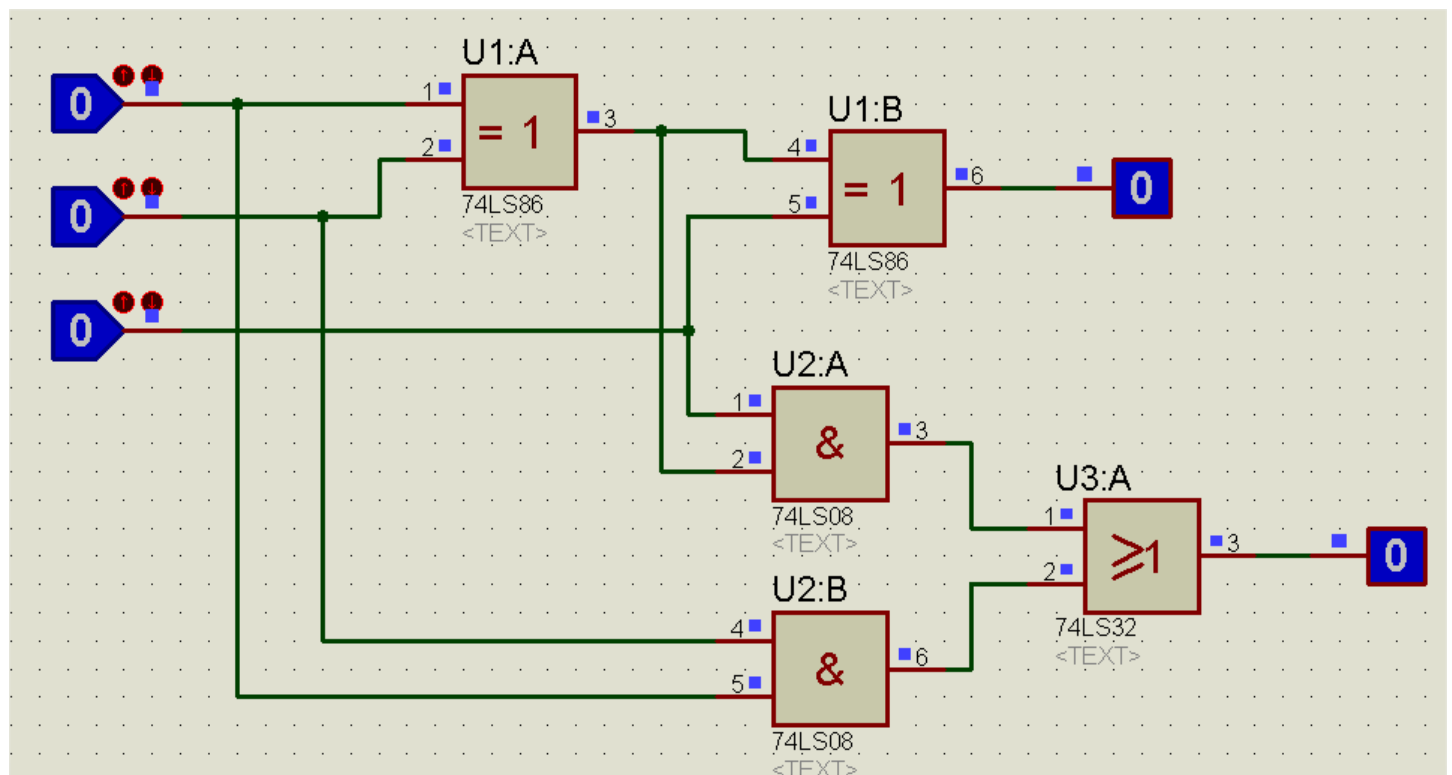 U1:A
0
1
= 1
3
2
74LS86
<TEXT>
U1:B
0
4
= 1
6
0
5
74LS86
<TEXT>
0
U2:A
1
&
3
2
74LS08
<TEXT>
U3:A
1
≥1
3
0
2
74LS32
<TEXT>
U2:B
4
&
6
5
74LS08
<TEXT>